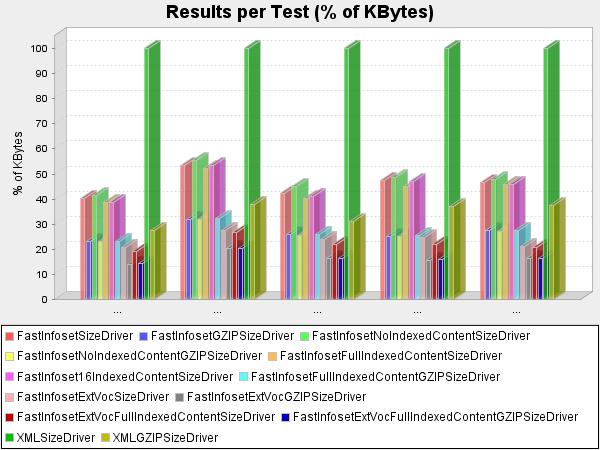 Results per Test (% of KBytes)
% of KBytes
100
90
80
70
60
50
40
30
20
10
0
... ... ... ... ...
FastInfosetSizeDriver FastInfosetGZIPSizeDriver FastInfosetNoIndexedContentSizeDriver
FastInfosetNoIndexedContentGZIPSizeDriver FastInfosetFullIndexedContentSizeDriver
FastInfoset16IndexedContentSizeDriver FastInfosetFullIndexedContentGZIPSizeDriver
FastInfosetExtVocSizeDriver FastInfosetExtVocGZIPSizeDriver
FastInfosetExtVocFullIndexedContentSizeDriver FastInfosetExtVocFullIndexedContentGZIPSizeDriver
XMLSizeDriver XMLGZIPSizeDriver